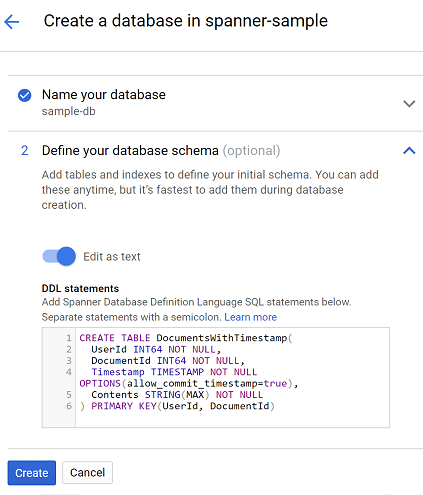 Create a database in spanner-sample
Name your database
sample-db
2 Define your database schema (optional)
Add tables and indexes to define your initial schema. You can add
these anytime, but it's fastest to add them during database
creation.
Edit as text
DDL statements
Add Spanner Database Definition Language SQL statements below.
Separate statements with a semicolon. Learn more
1 CREATE TABLE DocumentsWithTimestamp(
2 UserId INT64 NOT NULL,
3 DocumentId INT64 NOT NULL,
4 Timestamp TIMESTAMP NOT NULL
OPTIONS(allow_commit_timestamp=true),
5 Contents STRING(MAX) NOT NULL
6 ) PRIMARY KEY(UserId, DocumentId)
Create Cancel